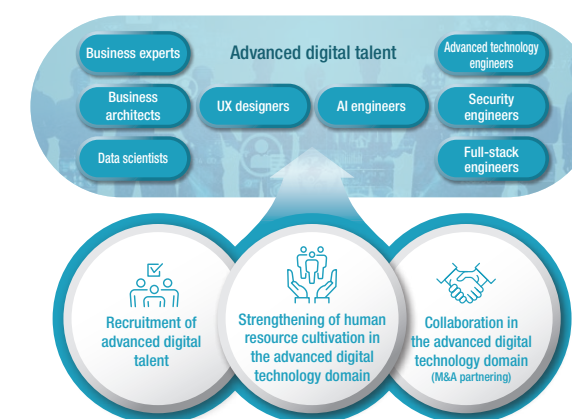 Advanced digital talent
Business experts
Business
architects
Data scientists
UX designers
AI engineers
Advanced technology
engineers
Security
engineers
Full-stack
engineers
Recruitment of
advanced digital
talent
Strengthening of human
resource cultivation in
the advanced digital
technology domain
Collaboration in
the advanced digital
technology domain
(M&A partnering)